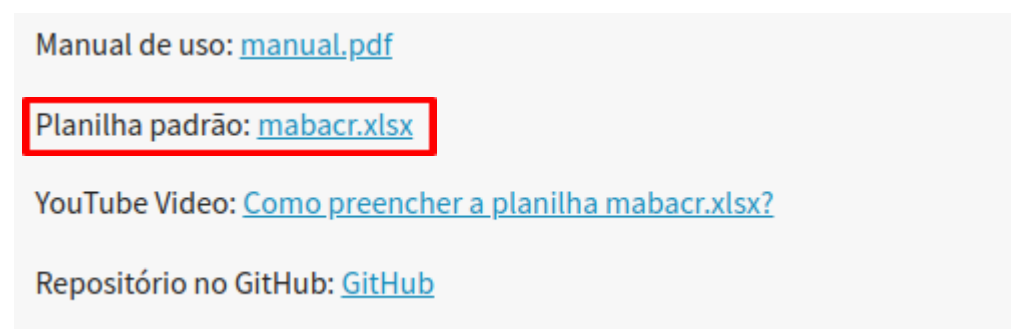 Manual de uso: manual.pdf
Planilha padrão: mabacr.xlsx
YouTube Video: Como preencher a planilha mabacr.xlsx?
Repositório no GitHub: GitHub